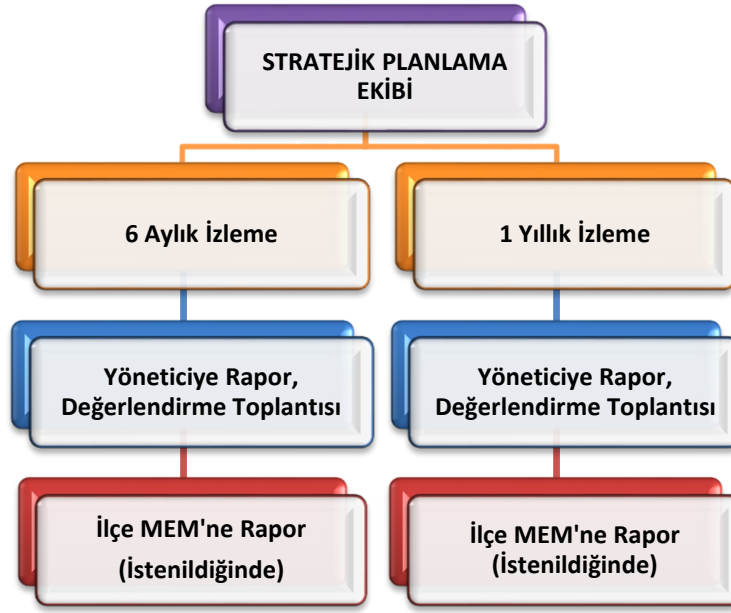 STRATEJİK PLANLAMA
EKİBİ
6 Aylık İzleme
1 Yıllık İzleme
Yöneticiye Rapor,
Değerlendirme Toplantısı
Yöneticiye Rapor,
Değerlendirme Toplantısı
İlçe MEM'ne Rapor
(İstenildiğinde)
İlçe MEM'ne Rapor
(İstenildiğinde)